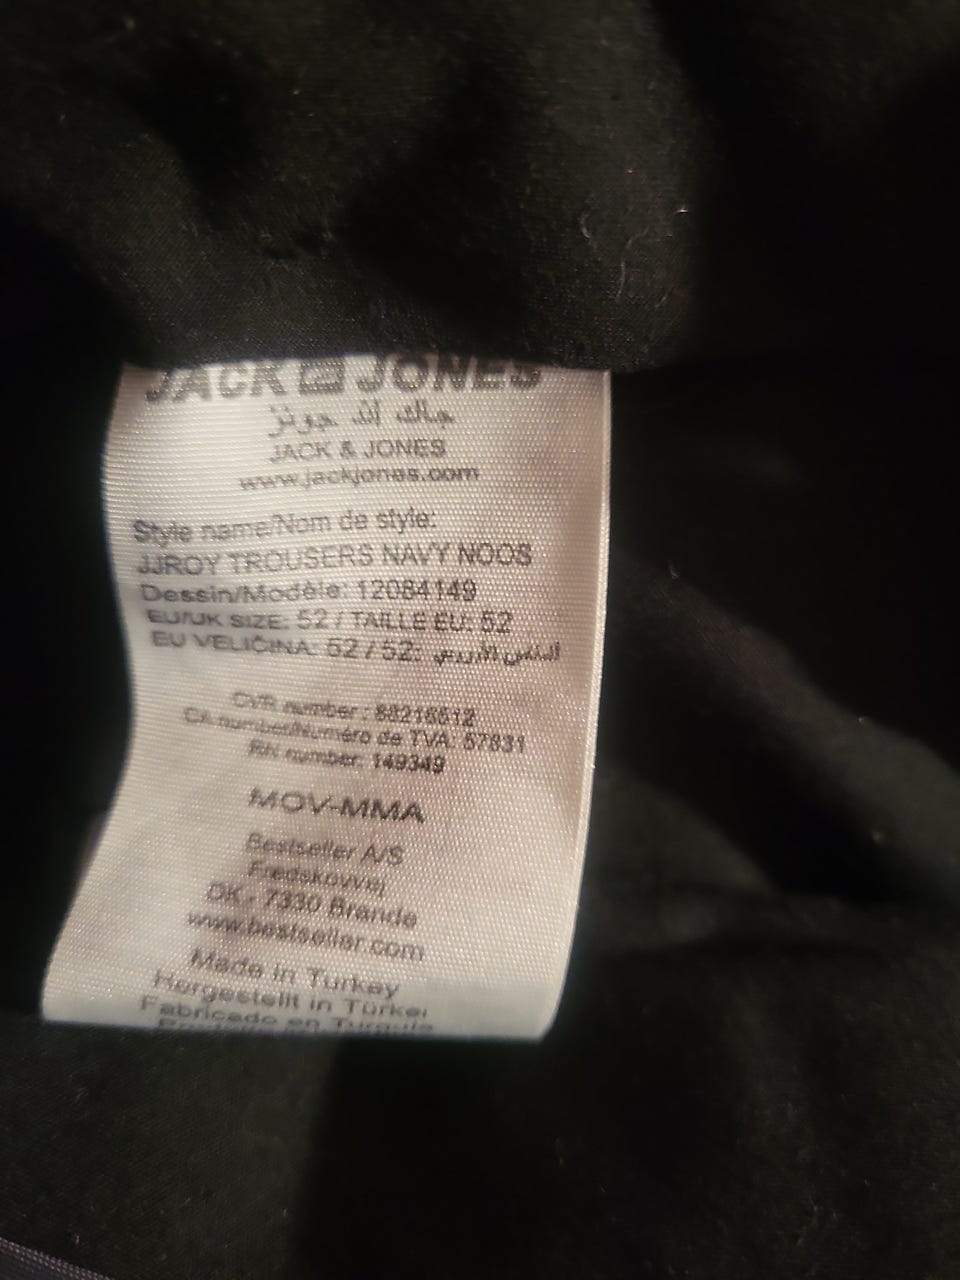 JACK & JONES
جاك اند جونز
JACK & JONES
www.jackjones.com
Style name/Nom de style:
JJROY TROUSERS NAVY NOOS
Dessin/Modèle: 12084149
EU/UK SIZE: 52 / TAILLE EU: 52
EU VELIČINA: 52 / 52:
CVR number: 88216512
CA number/Numéro de TVA: 57831
RN number: 149349
MOV-MMA
Bestseller A/S
Fredskovvej
DK - 7330 Brande
www.bestseller.com
Made in Turkey
Hergestellt in Türkei
Fabricado en Turquía